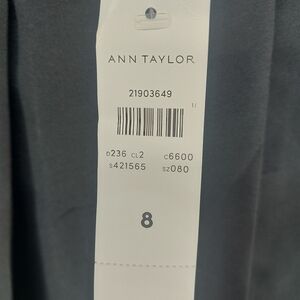 ANN TAYLOR
21903649
D236 CL2 C6600
S421565 SZ080
8